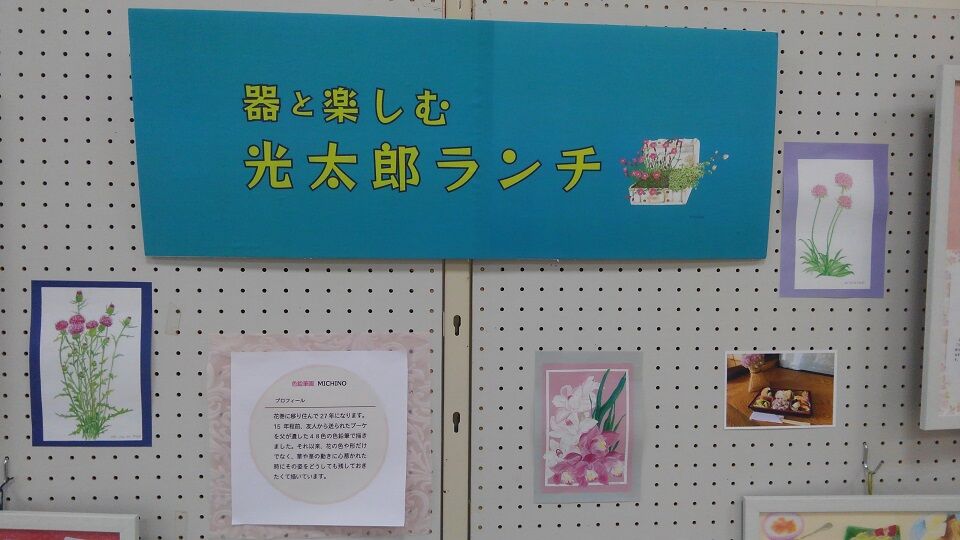 器と楽しむ
光太郎ランチ
色鉛筆画 MICHINO
プロフィール
花巻に移り住んで27年になります。
15年程前、友人から送られたブーケ
を父が遺した48色の色鉛筆で描き
ました。それ以来、花の色や形だけ
でなく、葉や茎の動きに心惹かれた
時にその姿をどうしても残しておき
たくて描いています。